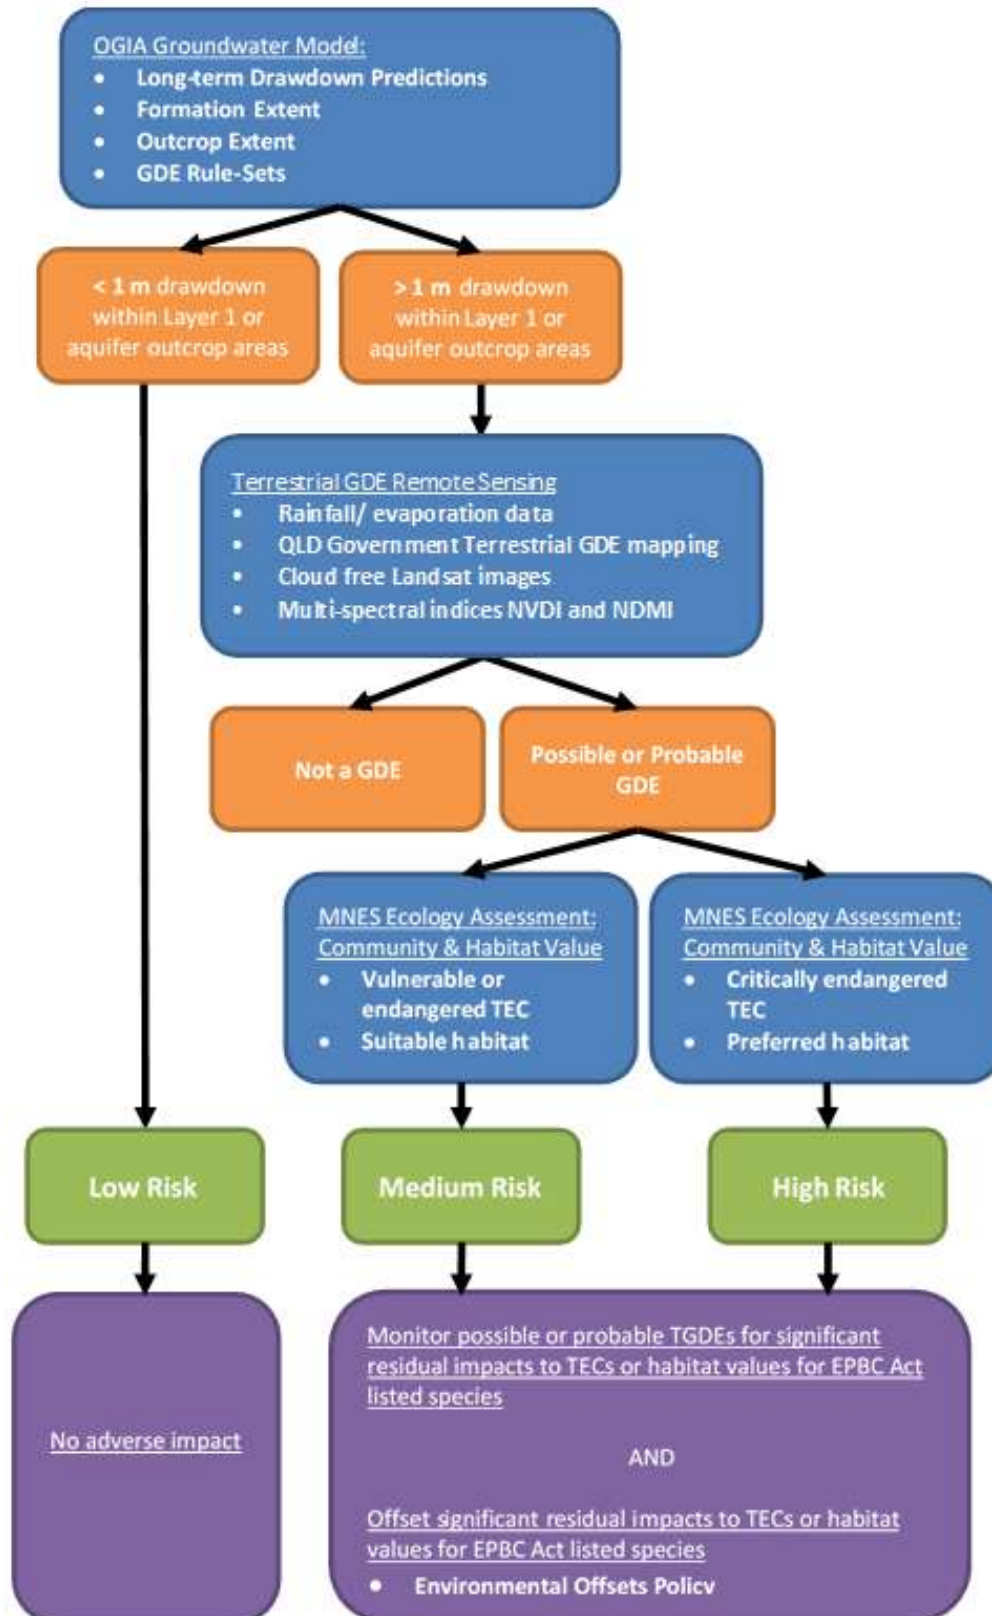 OGIA Groundwater Model:
• Long-term Drawdown Predictions
• Formation Extent
• Outcrop Extent
• GDE Rule-Sets
< 1 m drawdown
within Layer 1 or
aquifer outcrop areas
> 1 m drawdown
within Layer 1 or
aquifer outcrop areas
Terrestrial GDE Remote Sensing
• Rainfall/ evaporation data
• QLD Government Terrestrial GDE mapping
• Cloud free Landsat images
• Multi-spectral indices NVDI and NDMI
Not a GDE
Possible or Probable
GDE
MNES Ecology Assessment:
Community & Habitat Value
• Vulnerable or
endangered TEC
• Suitable habitat
MNES Ecology Assessment:
Community & Habitat Value
• Critically endangered
TEC
• Preferred habitat
Low Risk
Medium Risk
High Risk
No adverse impact
Monitor possible or probable TGDEs for significant
residual impacts to TECs or habitat values for EPBC Act
listed species
AND
Offset significant residual impacts to TECs or habitat
values for EPBC Act listed species
• Environmental Offsets Policy